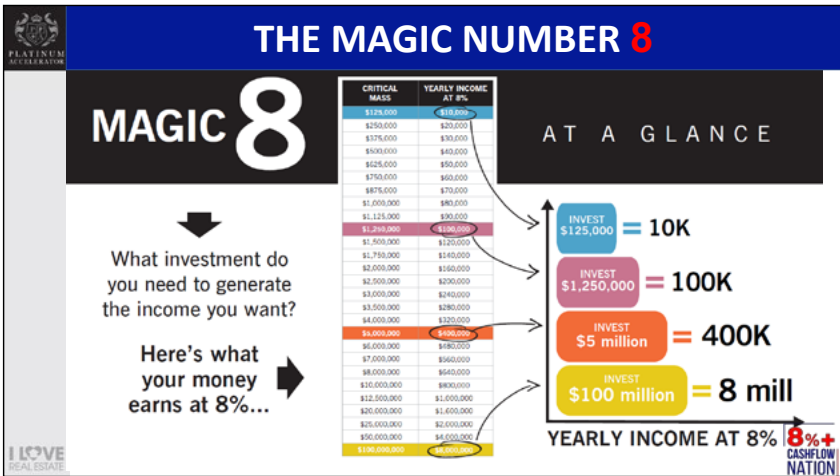 PLATINUM
ACCELERATOR
THE MAGIC NUMBER 8
MAGIC 8
CRITICAL MASS YEARLY INCOME AT 8%
$125,000 $10,000
$250,000 $20,000
$375,000 $30,000
$500,000 $40,000
$625,000 $50,000
$750,000 $60,000
$875,000 $70,000
$1,000,000 $80,000
$1,125,000 $90,000
$1,250,000 $100,000
$1,500,000 $120,000
$1,750,000 $140,000
$2,000,000 $160,000
$2,500,000 $200,000
$3,000,000 $240,000
$3,500,000 $280,000
$4,000,000 $320,000
$5,000,000 $400,000
$6,000,000 $480,000
$7,000,000 $560,000
$8,000,000 $640,000
$10,000,000 $800,000
$12,500,000 $1,000,000
$20,000,000 $1,600,000
$25,000,000 $2,000,000
$50,000,000 $4,000,000
$100,000,000 $8,000,000
AT A GLANCE
What investment do
you need to generate
the income you want?
Here's what
your money
earns at 8%...
INVEST
$125,000 = 10K
INVEST
$1,250,000 = 100K
INVEST
$5 million = 400K
INVEST
$100 million = 8 mill
YEARLY INCOME AT 8%
8%+
CASHFLOW
NATION
I LOVE
REAL ESTATE